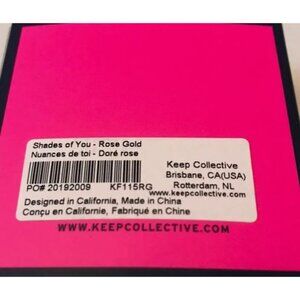 Shades of You - Rose Gold
Nuances de toi - Doré rose
Keep Collective
Brisbane, CA(USA)
Rotterdam, NL
www.keepcollective.com
PO# 20192009 KF115RG
Designed in California, Made in China
Conçu en Californie, Fabriqué en Chine
WWW.KEEPCOLLECTIVE.COM